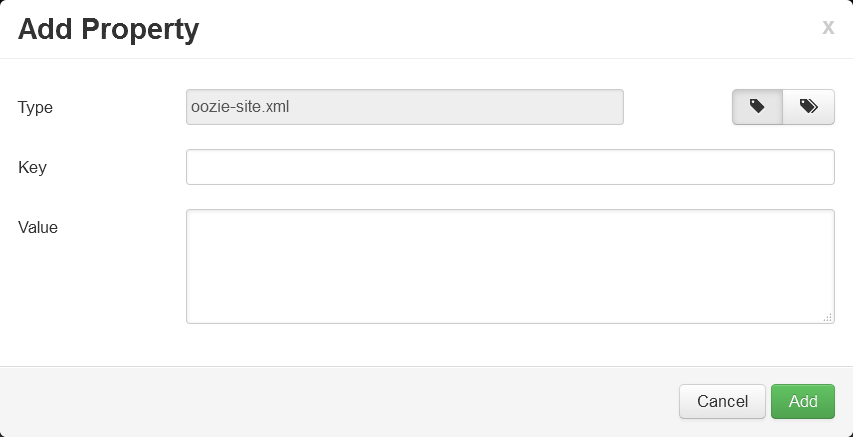 Add Property
x
Type
oozie-site.xml
Key
Value
Cancel
Add